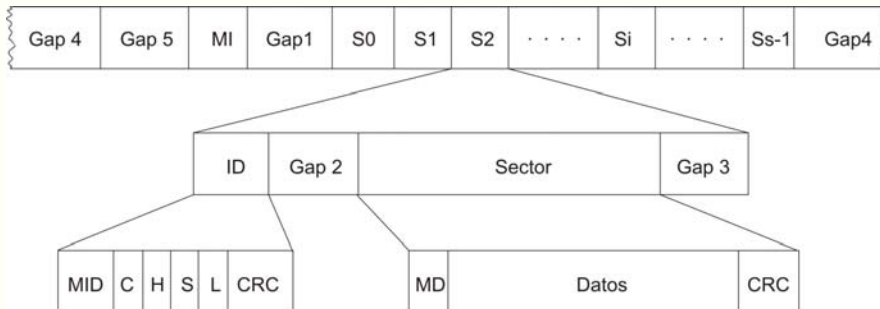 Gap 4 Gap 5 MI Gap1 S0 S1 S2 · · · · Si · · · · Ss-1 Gap4
ID Gap 2 Sector Gap 3
MID C H S L CRC MD Datos CRC